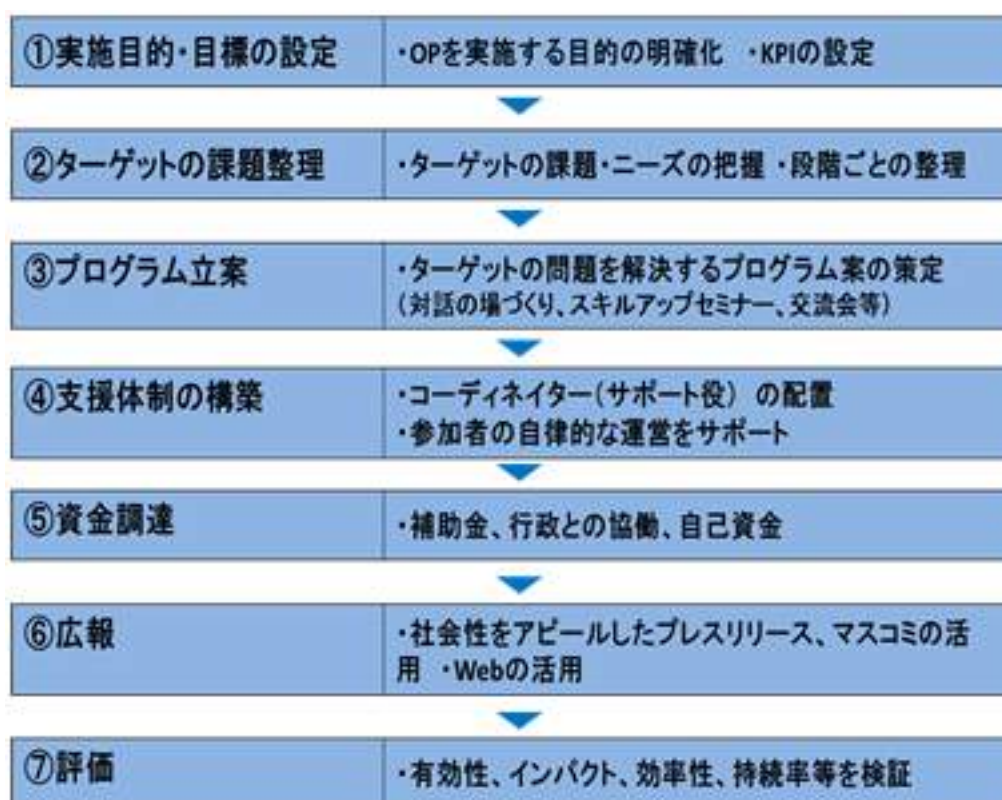 ①実施目的・目標の設定
・OPを実施する目的の明確化 ・KPIの設定
②ターゲットの課題整理
・ターゲットの課題・ニーズの把握 ・段階ごとの整理
③プログラム立案
・ターゲットの問題を解決するプログラム案の策定
(対話の場づくり、スキルアップセミナー、交流会等)
④支援体制の構築
・コーディネイター(サポート役) の配置
・参加者の自律的な運営をサポート
⑤資金調達
・補助金、行政との協働、自己資金
⑥広報
・社会性をアピールしたプレスリリース、マスコミの活
用 ・Webの活用
⑦評価
・有効性、インパクト、効率性、持続率等を検証